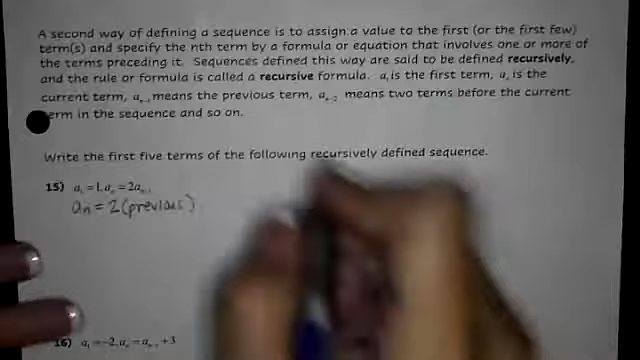 A second way of defining a sequence is to assign a value to the first (or the first few)
term(s) and specify the nth term by a formula or equation that involves one or more of
the terms preceding it. Sequences defined this way are said to be defined recursively,
and the rule or formula is called a recursive formula. a₁ is the first term, aₙ is the
current term, aₙ₋₁ means the previous term, aₙ₋₂ means two terms before the current
term in the sequence and so on.
Write the first five terms of the following recursively defined sequence.
15) a₁ = 1, aₙ = 2aₙ₋₁
an = 2(previous)
16) a₁ = -2, aₙ = aₙ₋₁ + 3